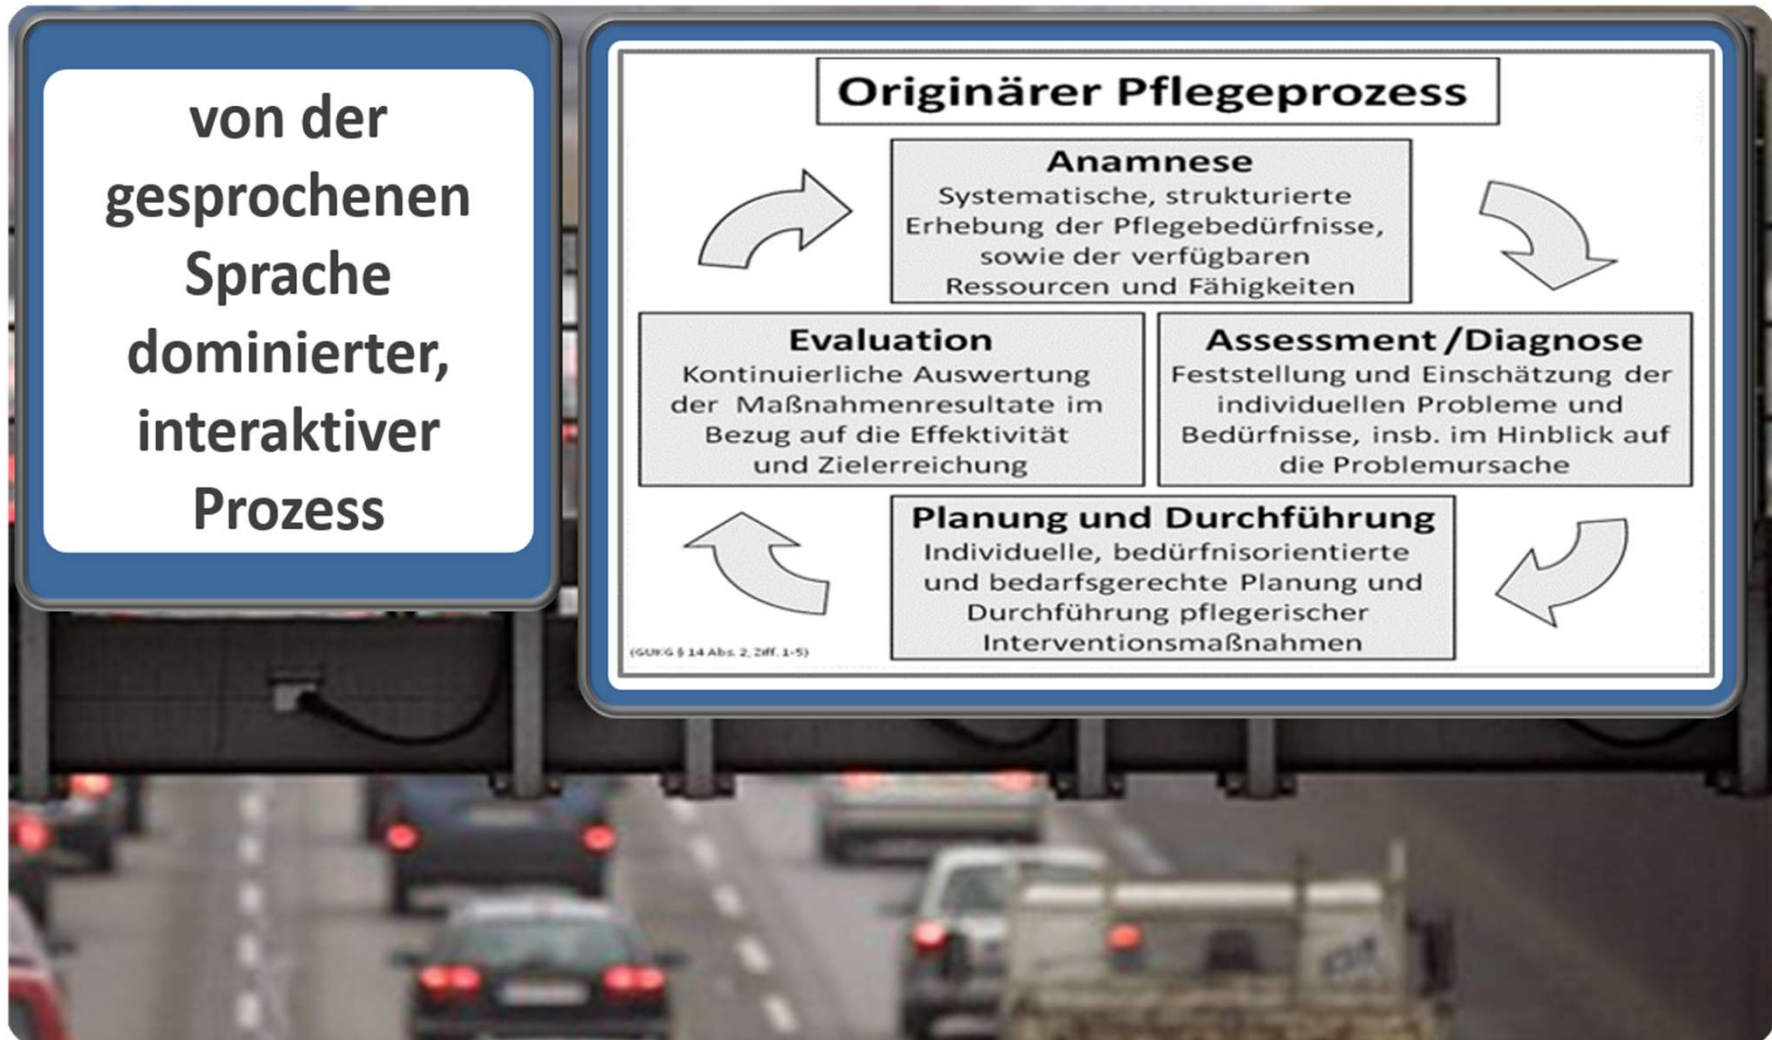 von der
gesprochenen
Sprache
dominierter,
interaktiver
Prozess
Originärer Pflegeprozess
Anamnese
Systematische, strukturierte
Erhebung der Pflegebedürfnisse,
sowie der verfügbaren
Ressourcen und Fähigkeiten
Evaluation
Kontinuierliche Auswertung
der Maßnahmenresultate im
Bezug auf die Effektivität
und Zielerreichung
Assessment/Diagnose
Feststellung und Einschätzung der
individuellen Probleme und
Bedürfnisse, insb. im Hinblick auf
die Problemursache
Planung und Durchführung
Individuelle, bedürfnisorientierte
und bedarfsgerechte Planung und
Durchführung pflegerischer
Interventionsmaßnahmen
(GUKG § 14 Abs. 2, Ziff. 1-5)